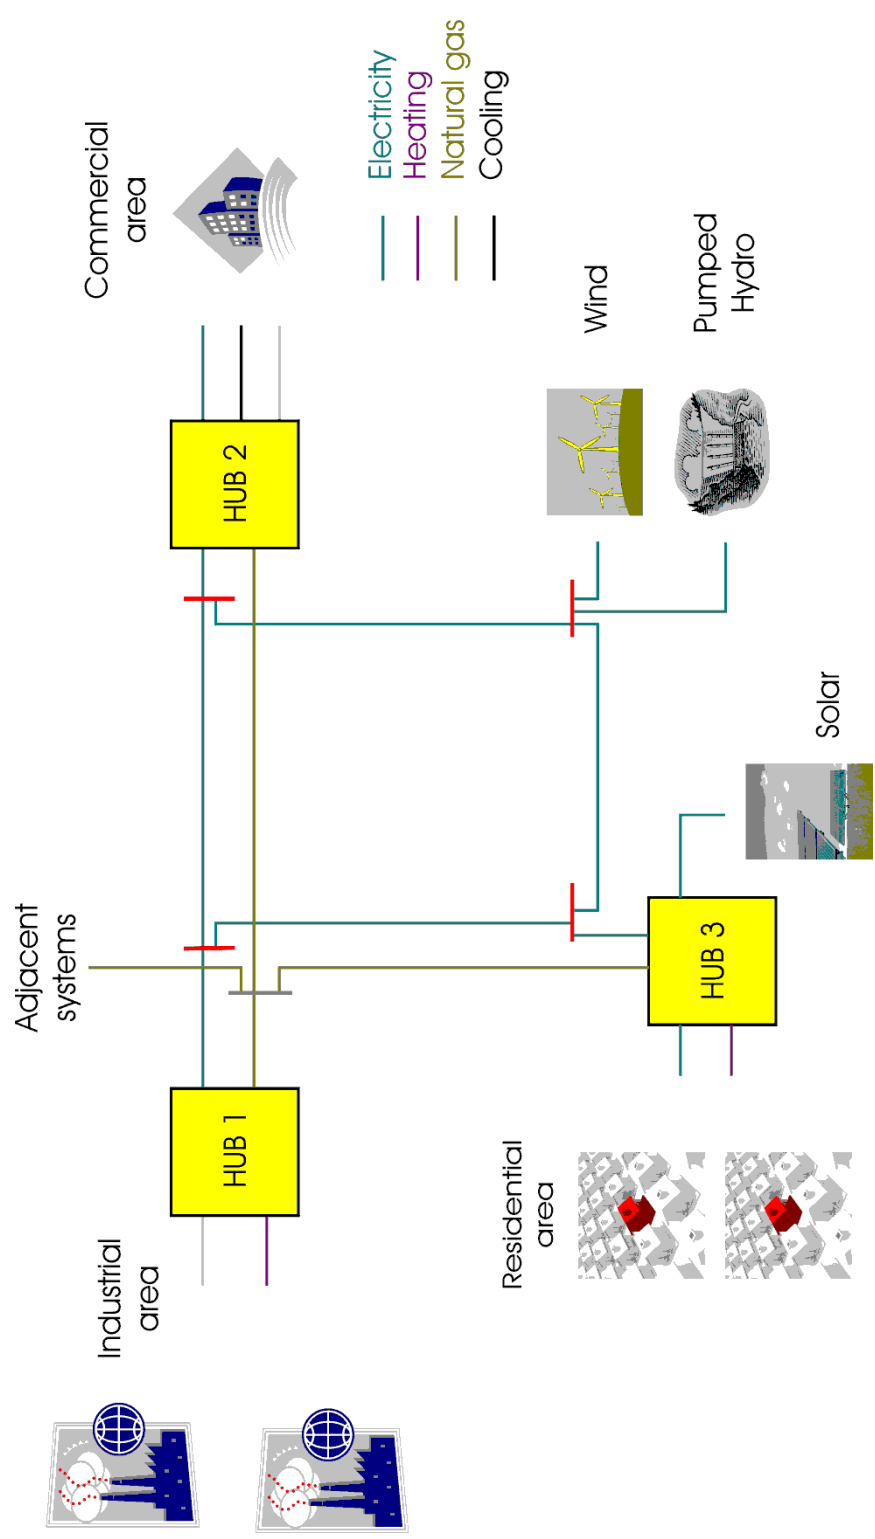 Adjacent
systems
Industrial
area
Commercial
area
HUB 1
HUB 2
Electricity
Heating
Natural gas
Cooling
Residential
area
HUB 3
Wind
Pumped
Hydro
Solar